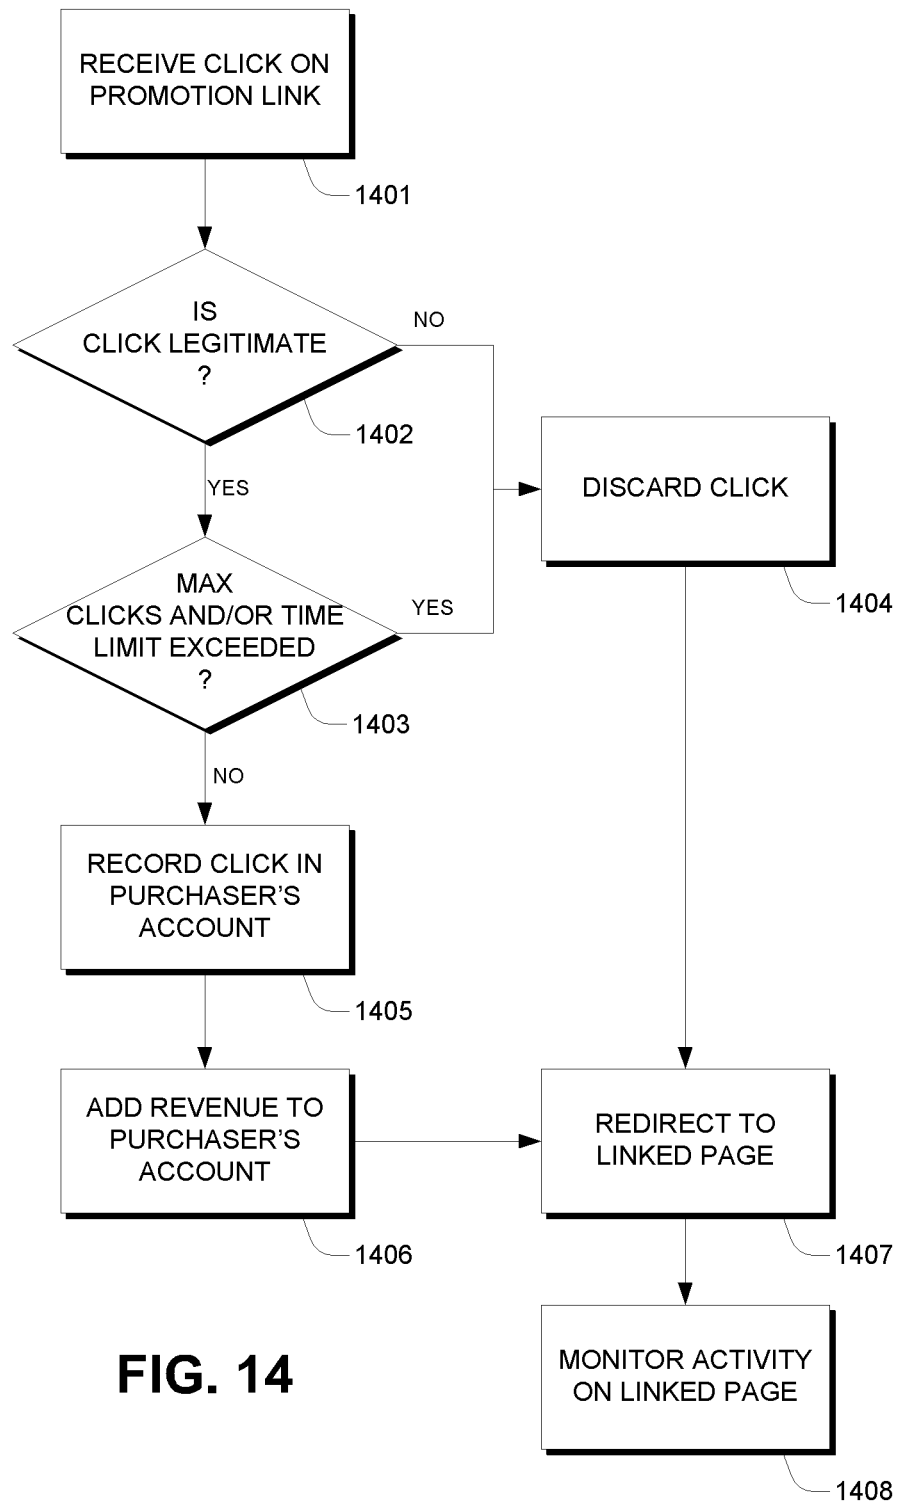 RECEIVE CLICK ON
PROMOTION LINK
1401
IS
CLICK LEGITIMATE
?
NO
1402
YES
DISCARD CLICK
1404
MAX
CLICKS AND/OR TIME
LIMIT EXCEEDED
?
YES
1403
NO
RECORD CLICK IN
PURCHASER'S
ACCOUNT
1405
ADD REVENUE TO
PURCHASER'S
ACCOUNT
1406
REDIRECT TO
LINKED PAGE
1407
MONITOR ACTIVITY
ON LINKED PAGE
1408
FIG. 14